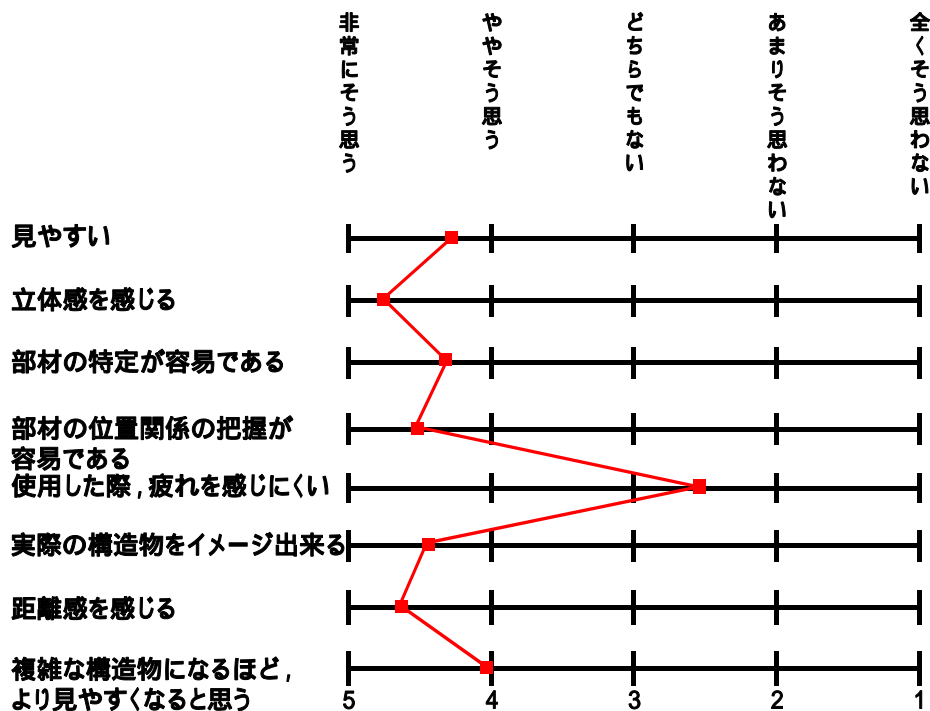 非常にそう思う
ややそう思う
どちらでもない
あまりそう思わない
全くそう思わない
見やすい
立体感を感じる
部材の特定が容易である
部材の位置関係の把握が
容易である
使用した際,疲れを感じにくい
実際の構造物をイメージ出来る
距離感を感じる
複雑な構造物になるほど,
より見やすくなると思う
5 4 3 2 1